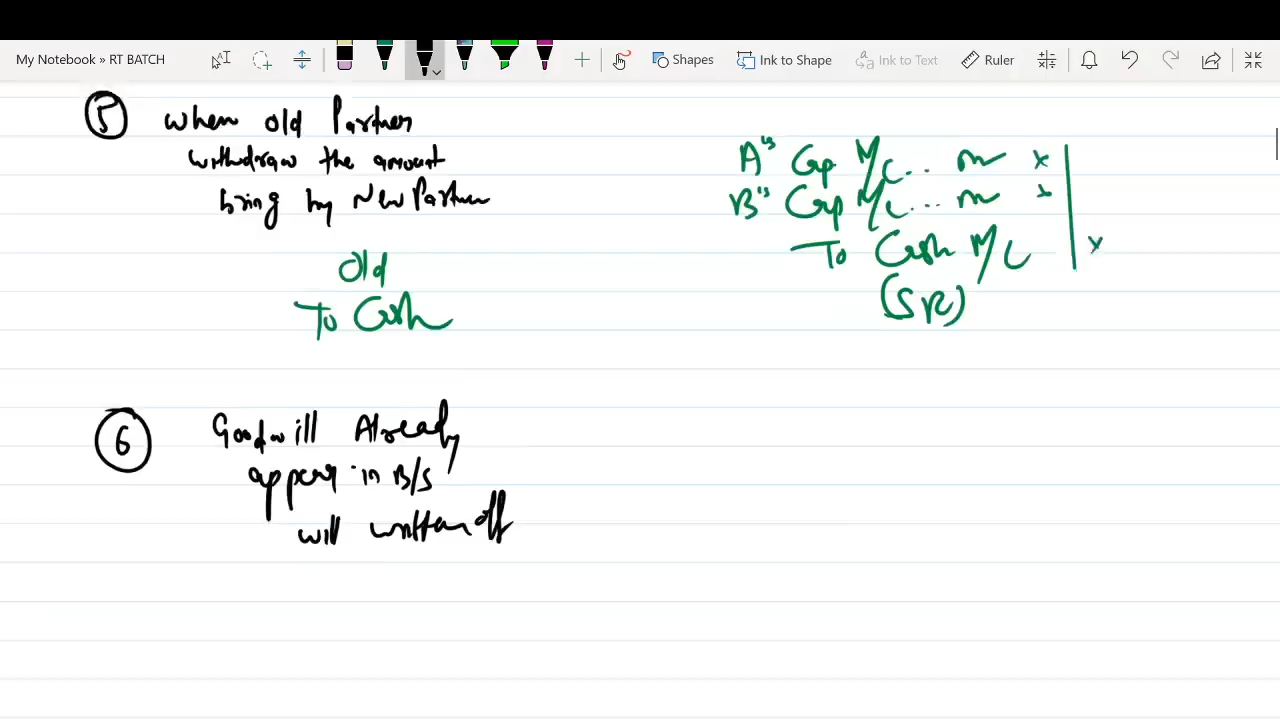 My Notebook » RT BATCH
Shapes
Ink to Shape
Ink to Text
Ruler
5 When old Partner
withdraw the amount
bring by New Partner
Old
To Cash
A's Cap A/c... Dr x
B's Cap A/c... Dr x
To Cash A/c x
(SR)
6 Goodwill Already
appear in B/S
will written off